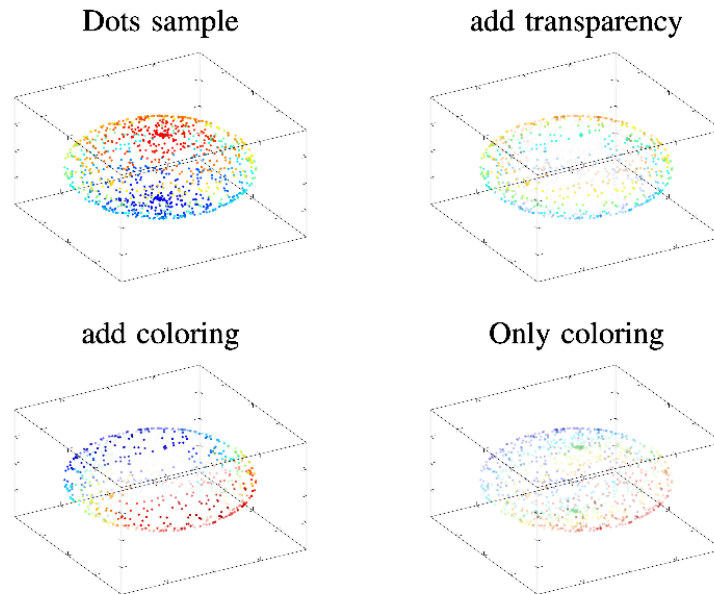 Dots sample
add transparency
add coloring
Only coloring